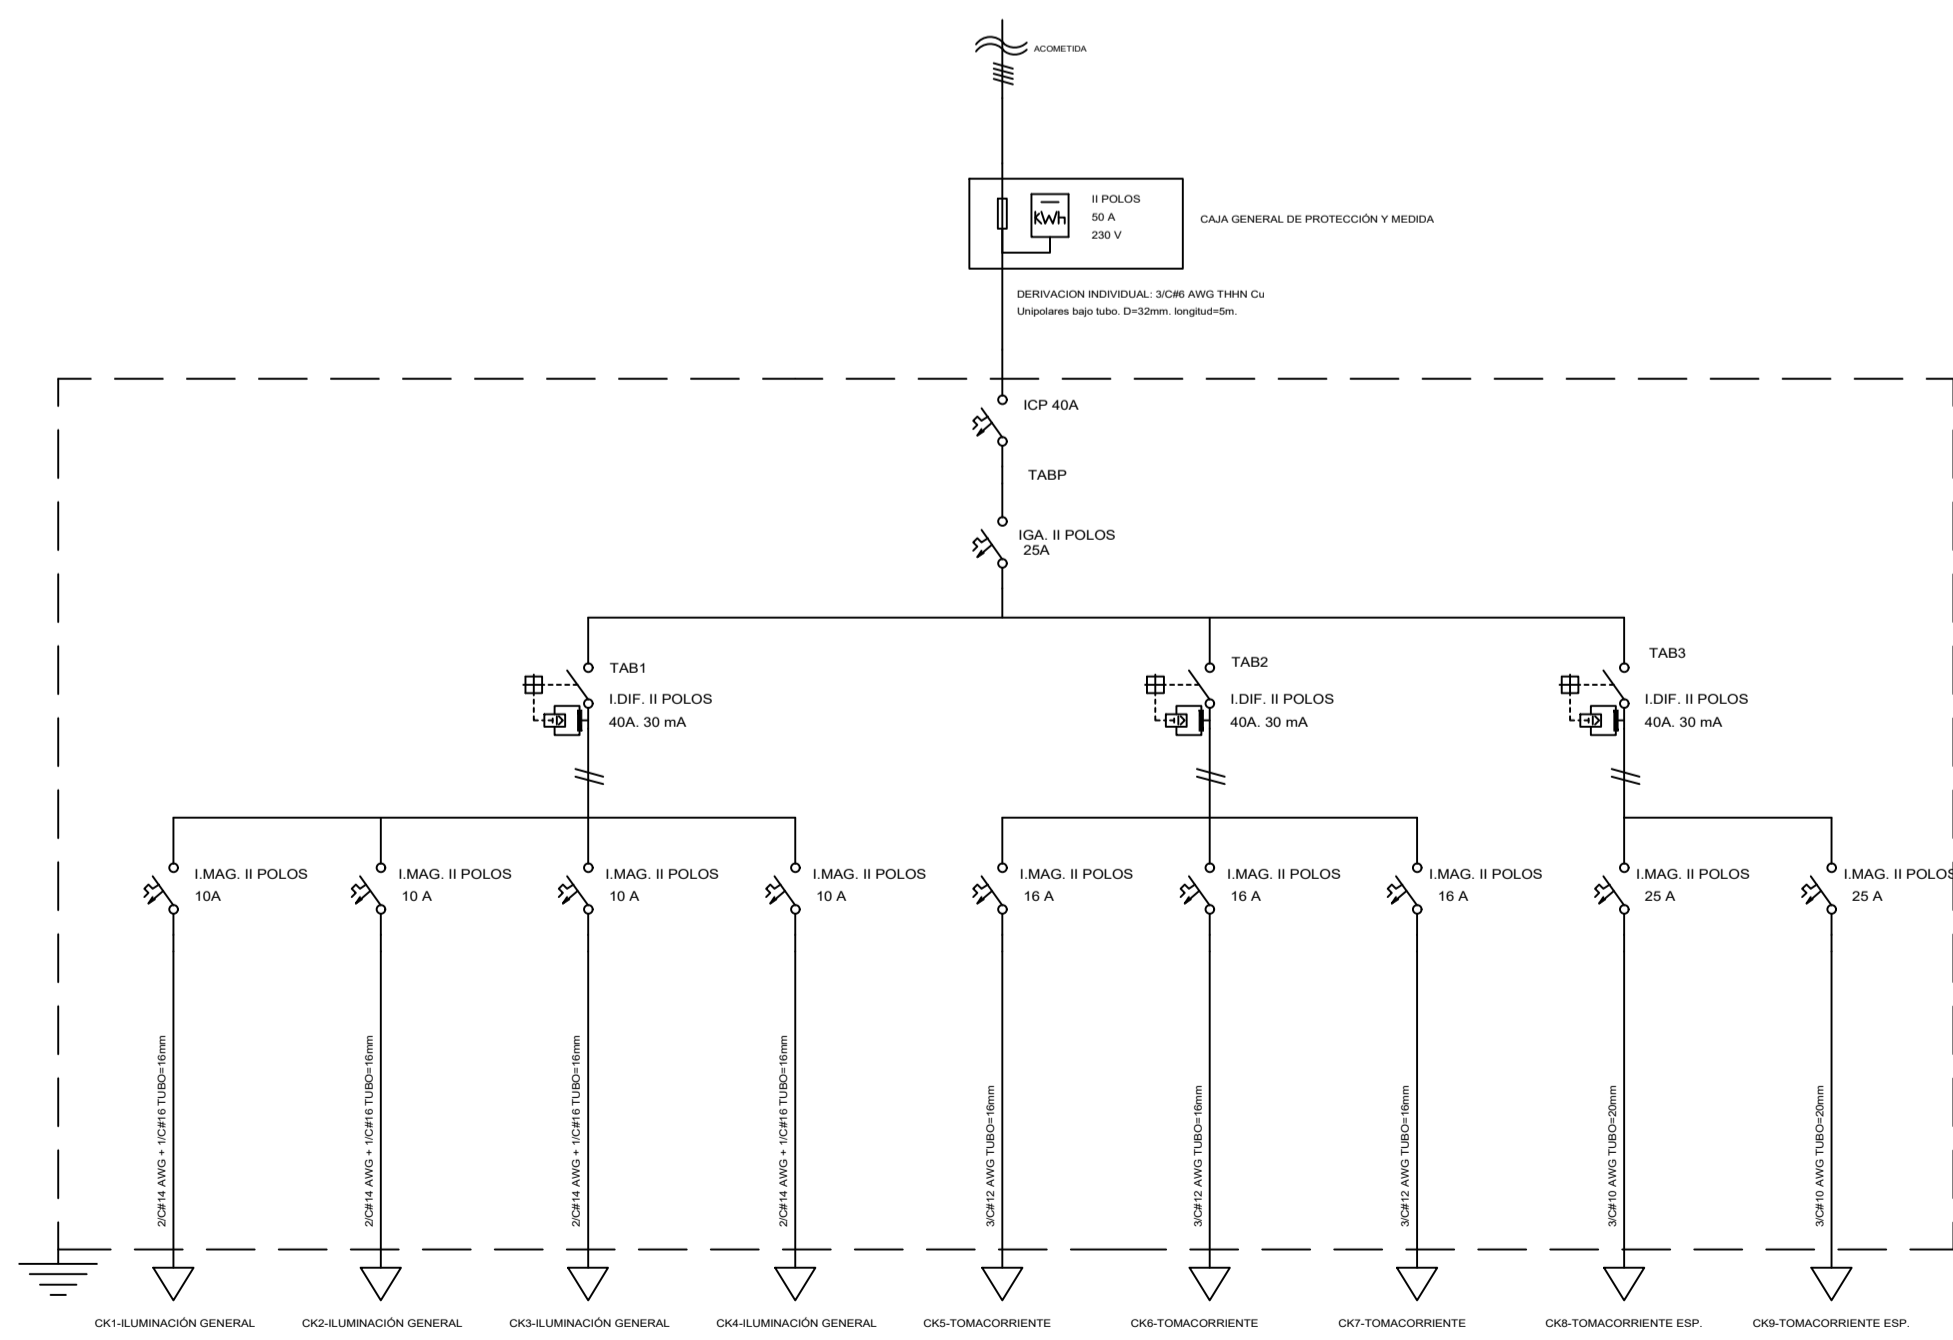 ACOMETIDA
KWh
II POLOS
50 A
230 V
CAJA GENERAL DE PROTECCIÓN Y MEDIDA
DERIVACION INDIVIDUAL: 3/C#6 AWG THHN Cu
Unipolares bajo tubo. D=32mm. longitud=5m.
ICP 40A
TABP
IGA. II POLOS
25A
TAB1
I.DIF. II POLOS
40A. 30 mA
TAB2
I.DIF. II POLOS
40A. 30 mA
TAB3
I.DIF. II POLOS
40A. 30 mA
I.MAG. II POLOS
10A
I.MAG. II POLOS
10 A
I.MAG. II POLOS
10 A
I.MAG. II POLOS
10 A
I.MAG. II POLOS
16 A
I.MAG. II POLOS
16 A
I.MAG. II POLOS
16 A
I.MAG. II POLOS
25 A
I.MAG. II POLOS
25 A
2/C#14 AWG + 1/C#16 TUBO=16mm
2/C#14 AWG + 1/C#16 TUBO=16mm
2/C#14 AWG + 1/C#16 TUBO=16mm
2/C#14 AWG + 1/C#16 TUBO=16mm
3/C#12 AWG TUBO=16mm
3/C#12 AWG TUBO=16mm
3/C#12 AWG TUBO=16mm
3/C#10 AWG TUBO=20mm
3/C#10 AWG TUBO=20mm
CK1-ILUMINACIÓN GENERAL
CK2-ILUMINACIÓN GENERAL
CK3-ILUMINACIÓN GENERAL
CK4-ILUMINACIÓN GENERAL
CK5-TOMACORRIENTE
CK6-TOMACORRIENTE
CK7-TOMACORRIENTE
CK8-TOMACORRIENTE ESP.
CK9-TOMACORRIENTE ESP.